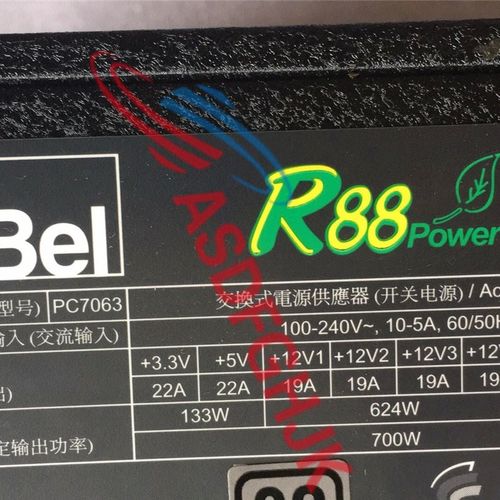 Bel
R88 Power
型号) PC7063 交換式電源供應器 (开关电源) / Ac
输入 (交流输入) 100-240V~, 10-5A, 60/50H
+3.3V +5V +12V1 +12V2 +12V3 +12V
出) 22A 22A 19A 19A 19A 19
133W 624W
定输出功率) 700W
ASDFGHJK